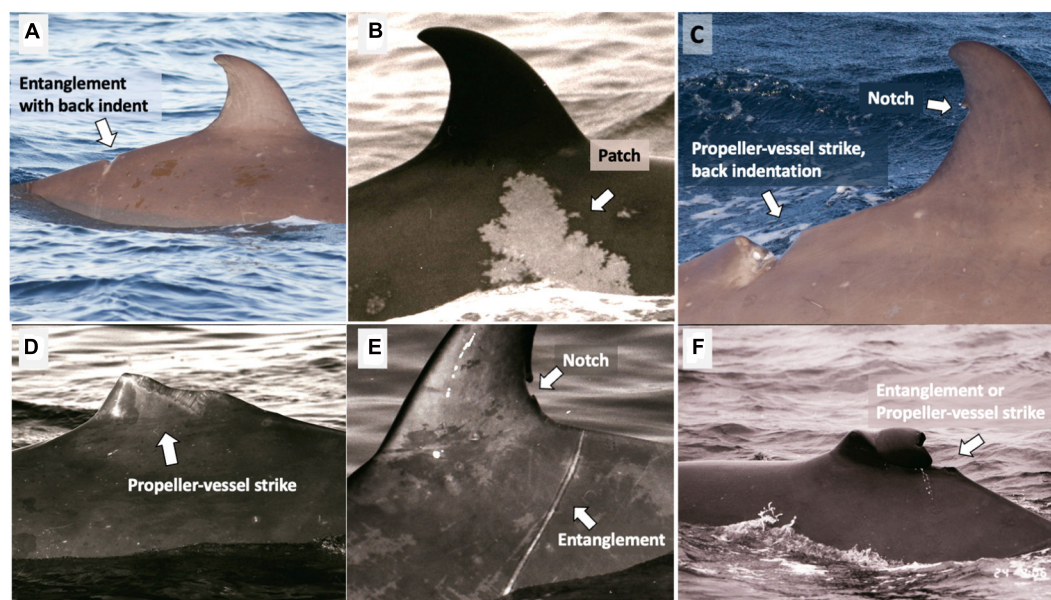 A
Entanglement
with back indent
B
Patch
C
Notch
Propeller-vessel strike,
back indentation
D
Propeller-vessel strike
E
Notch
Entanglement
F
Entanglement or
Propeller-vessel strike
24